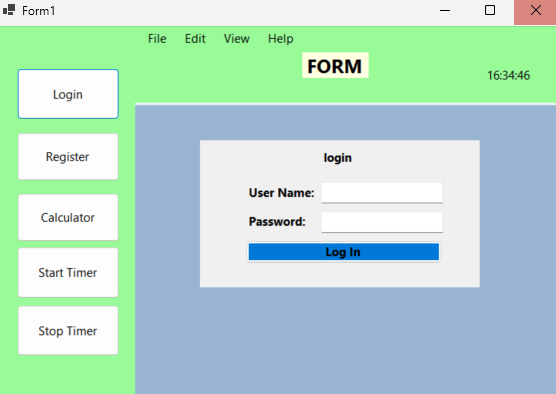 Form1
File Edit View Help
FORM
16:34:46
Login
Register
Calculator
Start Timer
Stop Timer
login
User Name:
Password:
Log In